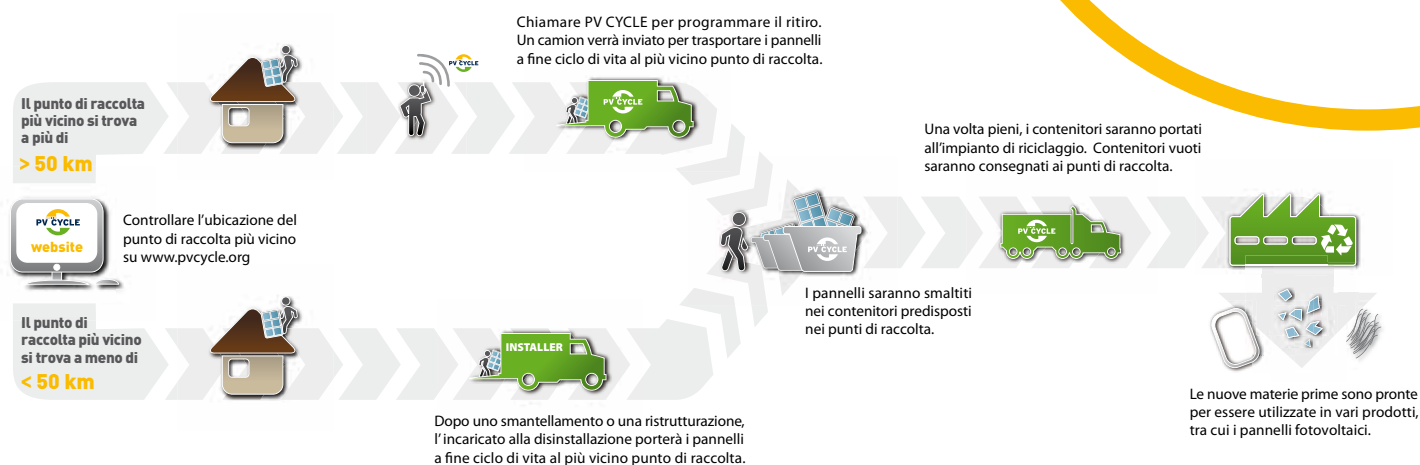 Chiamare PV CYCLE per programmare il ritiro.
Un camion verrà inviato per trasportare i pannelli
a fine ciclo di vita al più vicino punto di raccolta.
PV CYCLE
PV CYCLE
Il punto di raccolta
più vicino si trova
a più di
> 50 km
Una volta pieni, i contenitori saranno portati
all’impianto di riciclaggio. Contenitori vuoti
saranno consegnati ai punti di raccolta.
PV CYCLE
website
Controllare l’ubicazione del
punto di raccolta più vicino
su www.pvcycle.org
PV CYCLE
PV CYCLE
I pannelli saranno smaltiti
nei contenitori predisposti
nei punti di raccolta.
Il punto di
raccolta più vicino
si trova a meno di
< 50 km
INSTALLER
Dopo uno smantellamento o una ristrutturazione,
l’ incaricato alla disinstallazione porterà i pannelli
a fine ciclo di vita al più vicino punto di raccolta.
Le nuove materie prime sono pronte
per essere utilizzate in vari prodotti,
tra cui i pannelli fotovoltaici.